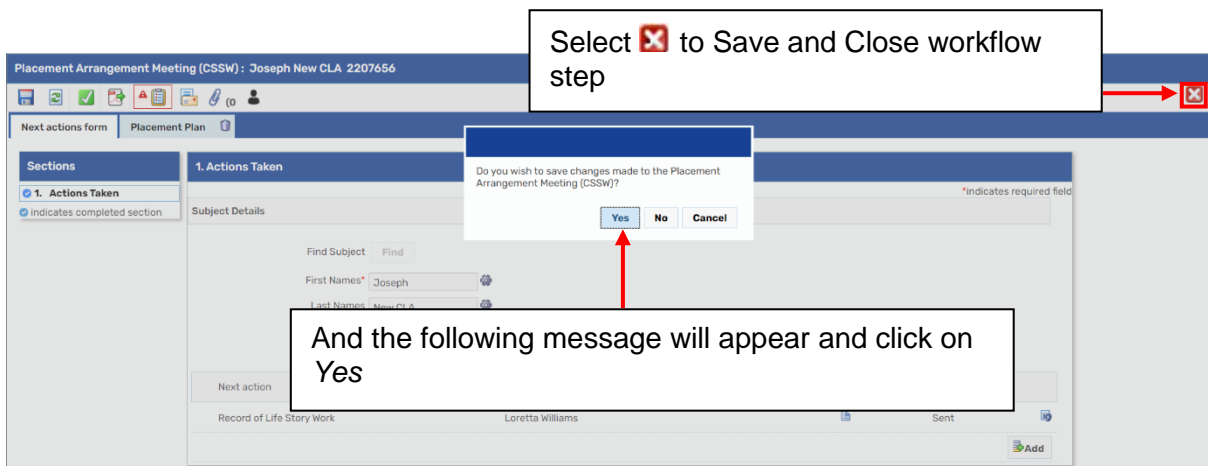 Select to Save and Close workflow
step
Placement Arrangement Meeting (CSSW) : Joseph New CLA 2207656
(0
Next actions form Placement Plan
Sections
1. Actions Taken
indicates completed section
1. Actions Taken
*indicates required field
Subject Details
Do you wish to save changes made to the Placement
Arrangement Meeting (CSSW)?
Yes No Cancel
Find Subject Find
First Names* Joseph
Last Names New CLA
And the following message will appear and click on
Yes
Next action
Record of Life Story Work Loretta Williams Sent
Add